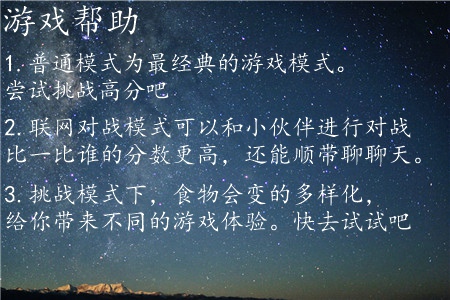 游戏帮助
1.普通模式为最经典的游戏模式。
尝试挑战高分吧
2.联网对战模式可以和小伙伴进行对战
比一比谁的分数更高，还能顺带聊聊天。
3.挑战模式下，食物会变的多样化，
给你带来不同的游戏体验。快去试试吧